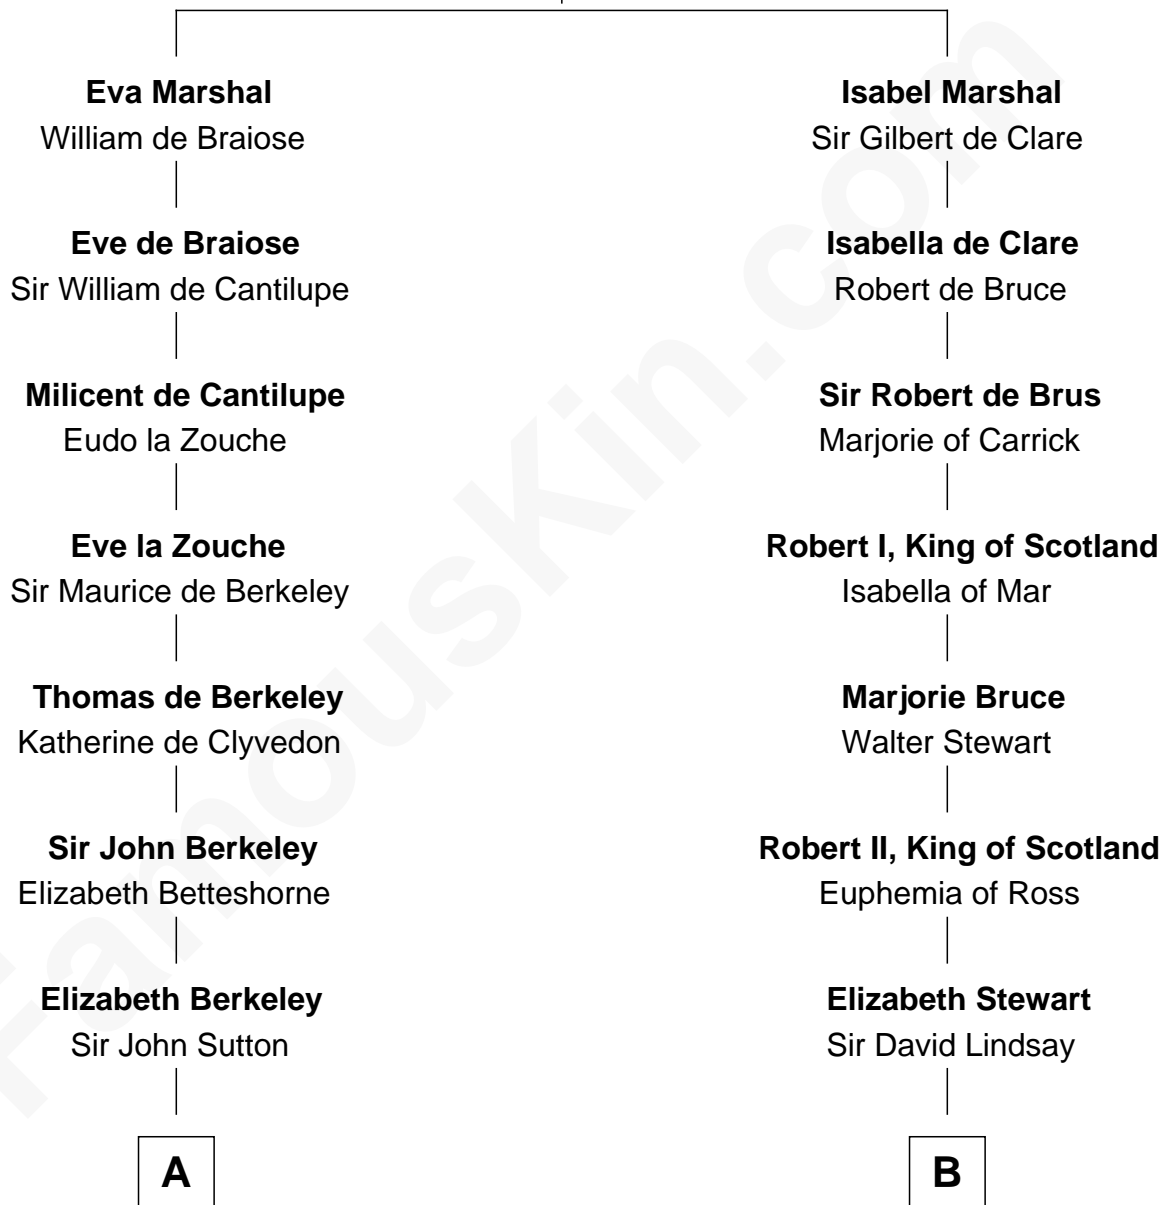 Eva Marshal
William de Braiose
Eve de Braiose
Sir William de Cantilupe
Milicent de Cantilupe
Eudo la Zouche
Eve la Zouche
Sir Maurice de Berkeley
Thomas de Berkeley
Katherine de Clyvedon
Sir John Berkeley
Elizabeth Betteshorne
Elizabeth Berkeley
Sir John Sutton
A
Isabel Marshal
Sir Gilbert de Clare
Isabella de Clare
Robert de Bruce
Sir Robert de Brus
Marjorie of Carrick
Robert I, King of Scotland
Isabella of Mar
Marjorie Bruce
Walter Stewart
Robert II, King of Scotland
Euphemia of Ross
Elizabeth Stewart
Sir David Lindsay
B
FamousKin.com